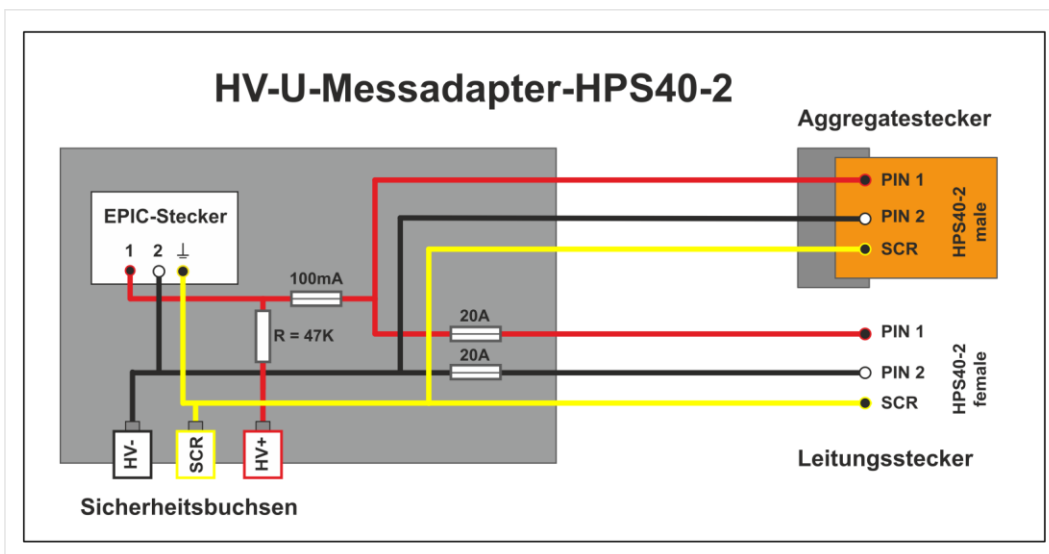 HV-U-Messadapter-HPS40-2
Aggregatestecker
EPIC-Stecker
1 2
100mA
R = 47K
20A
20A
PIN 1
PIN 2
SCR
HPS40-2
male
PIN 1
PIN 2
SCR
HPS40-2
female
HV-
SCR
HV+
Sicherheitsbuchsen
Leitungsstecker